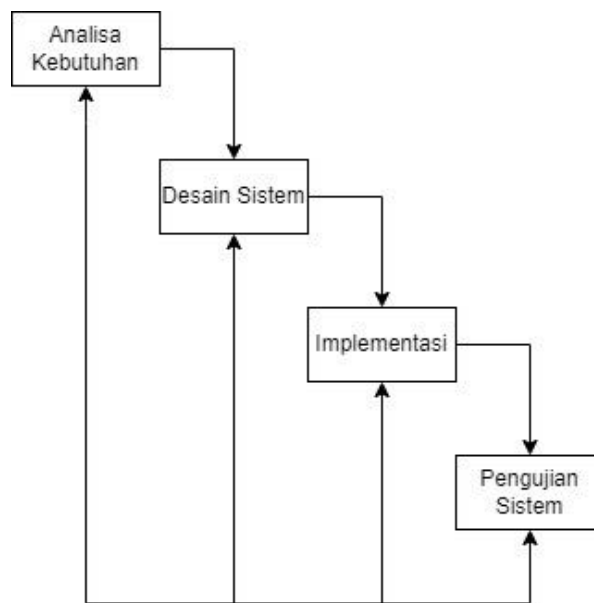 Analisa
Kebutuhan
Desain Sistem
Implementasi
Pengujian
Sistem